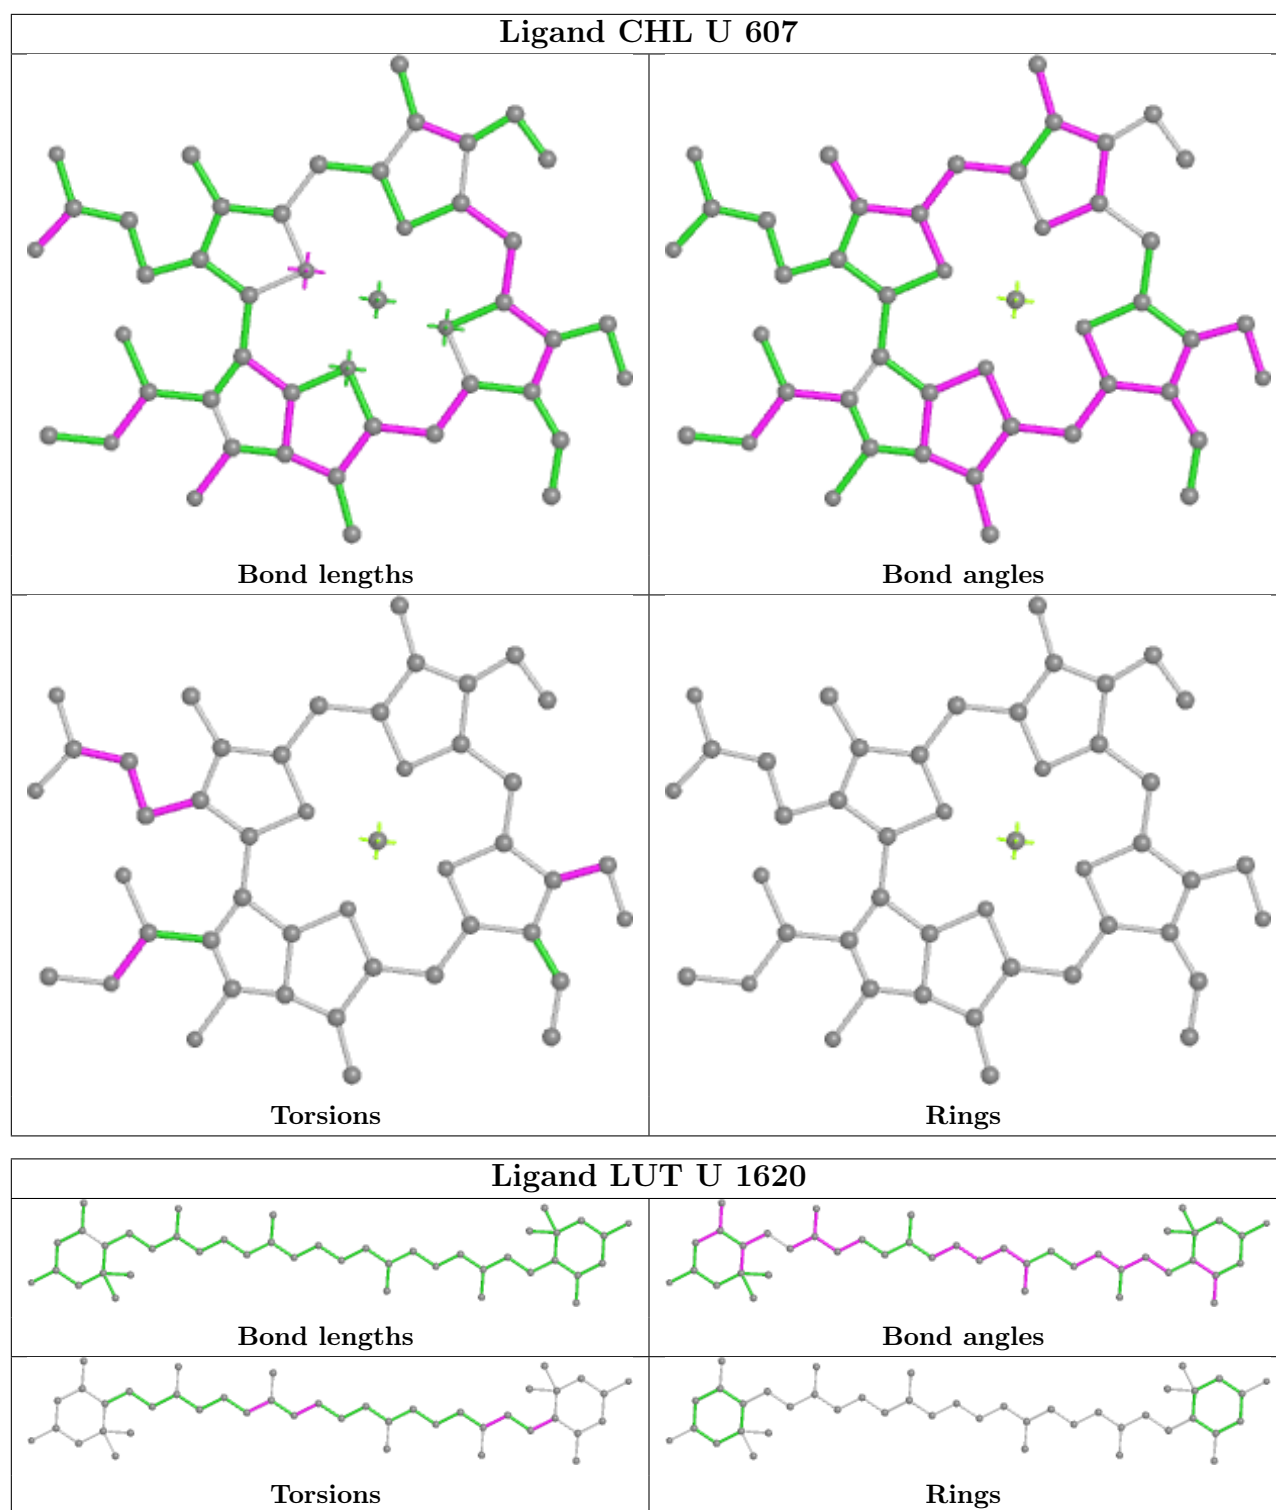 Ligand CHL U 607
Bond lengths
Bond angles
Torsions
Rings
Ligand LUT U 1620
Bond lengths
Bond angles
Torsions
Rings